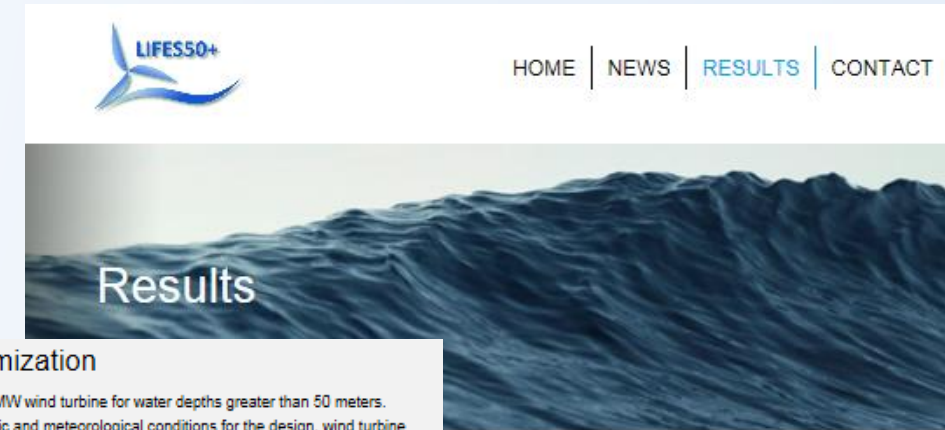 LIFES50+
HOME NEWS RESULTS CONTACT
Results
mization
MW wind turbine for water depths greater than 50 meters.
ic and meteorological conditions for the design, wind turbine